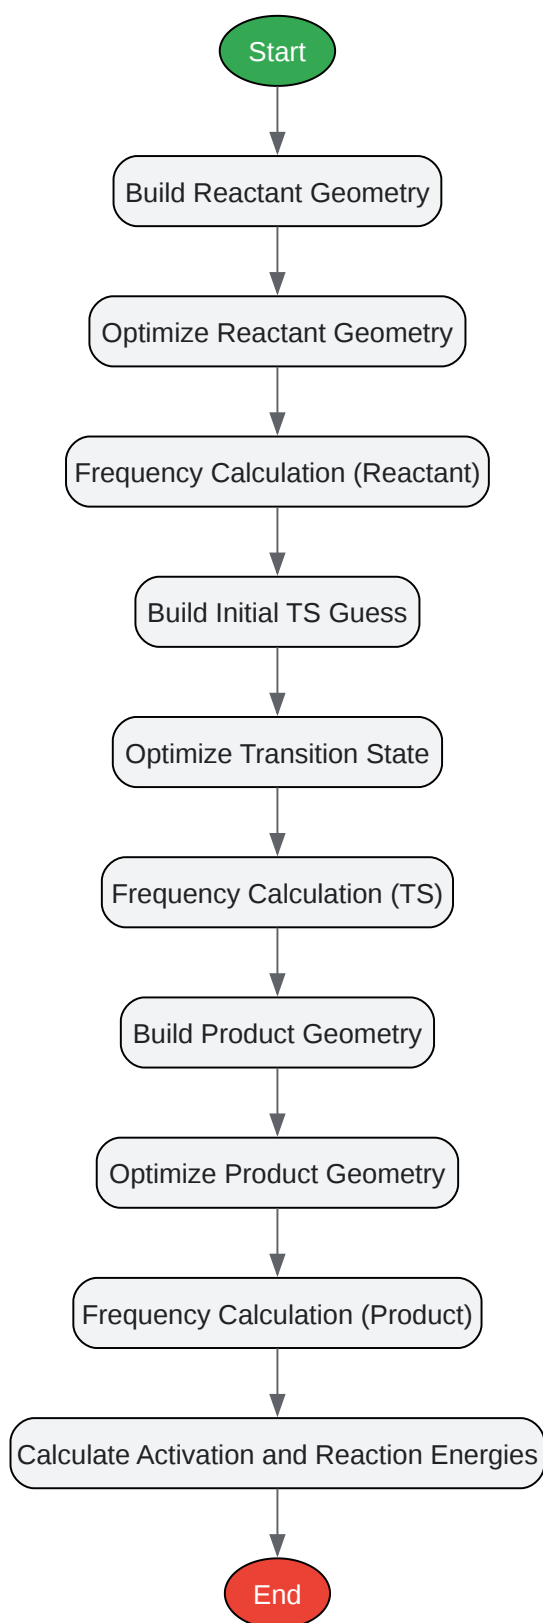 Start
Build Reactant Geometry
Optimize Reactant Geometry
Frequency Calculation (Reactant)
Build Initial TS Guess
Optimize Transition State
Frequency Calculation (TS)
Build Product Geometry
Optimize Product Geometry
Frequency Calculation (Product)
Calculate Activation and Reaction Energies
End